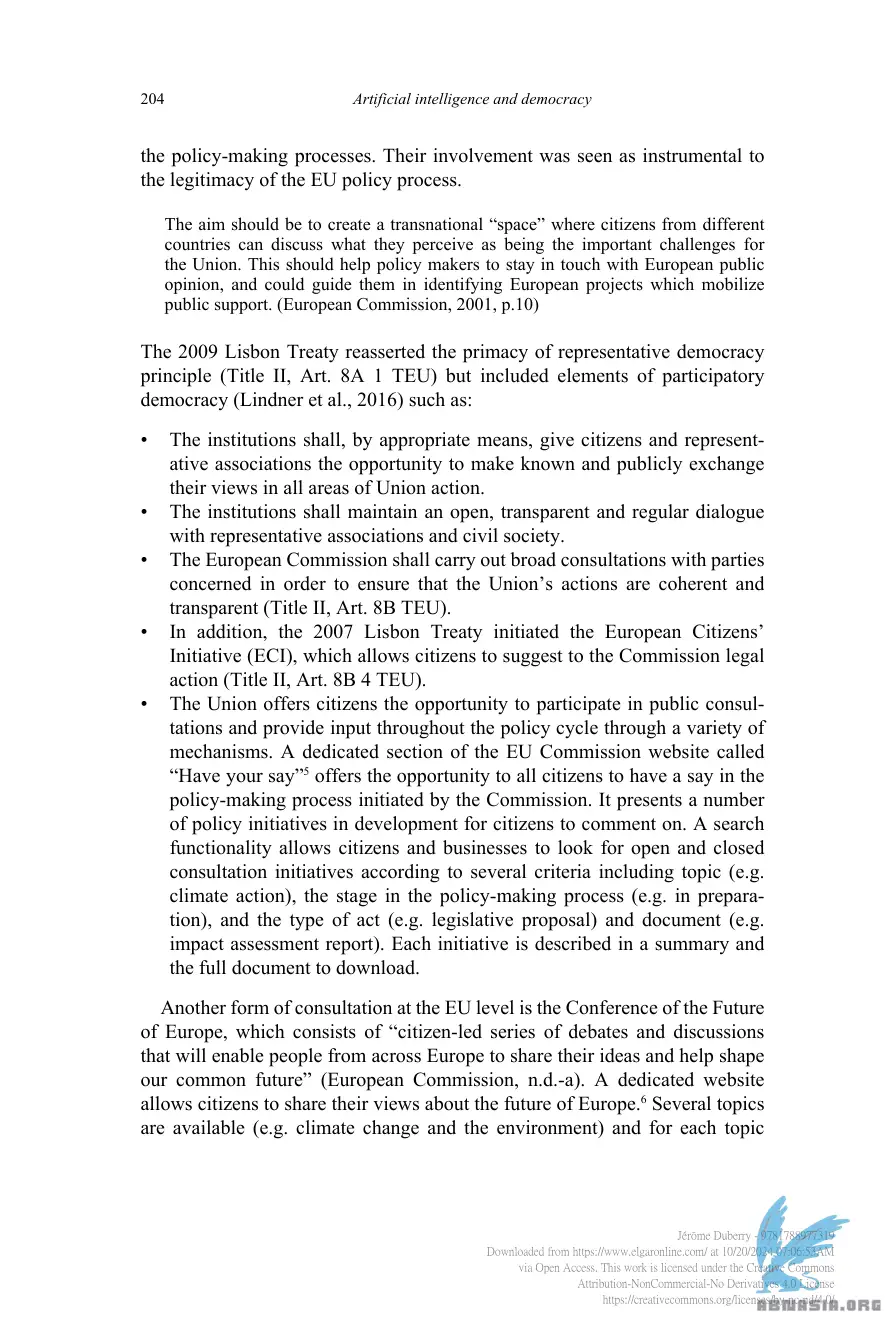 204
Artificial intelligence and democracy
the policy-making processes. Their involvement was seen as instrumental to
the legitimacy of the EU policy process.
The aim should be to create a transnational “space” where citizens from different
countries can discuss what they perceive as being the important challenges for
the Union. This should help policy makers to stay in touch with European public
opinion, and could guide them in identifying European projects which mobilize
public support. (European Commission, 2001, p.10)
The 2009 Lisbon Treaty reasserted the primacy of representative democracy
principle (Title II, Art. 8A 1 TEU) but included elements of participatory
democracy (Lindner et al., 2016) such as:
• The institutions shall, by appropriate means, give citizens and represent-
ative associations the opportunity to make known and publicly exchange
their views in all areas of Union action.
• The institutions shall maintain an open, transparent and regular dialogue
with representative associations and civil society.
• The European Commission shall carry out broad consultations with parties
concerned in order to ensure that the Union’s actions are coherent and
transparent (Title II, Art. 8B TEU).
• In addition, the 2007 Lisbon Treaty initiated the European Citizens’
Initiative (ECI), which allows citizens to suggest to the Commission legal
action (Title II, Art. 8B 4 TEU).
• The Union offers citizens the opportunity to participate in public consul-
tations and provide input throughout the policy cycle through a variety of
mechanisms. A dedicated section of the EU Commission website called
“Have your say”⁵ offers the opportunity to all citizens to have a say in the
policy-making process initiated by the Commission. It presents a number
of policy initiatives in development for citizens to comment on. A search
functionality allows citizens and businesses to look for open and closed
consultation initiatives according to several criteria including topic (e.g.
climate action), the stage in the policy-making process (e.g. in prepara-
tion), and the type of act (e.g. legislative proposal) and document (e.g.
impact assessment report). Each initiative is described in a summary and
the full document to download.
Another form of consultation at the EU level is the Conference of the Future
of Europe, which consists of “citizen-led series of debates and discussions
that will enable people from across Europe to share their ideas and help shape
our common future” (European Commission, n.d.-a). A dedicated website
allows citizens to share their views about the future of Europe.⁶ Several topics
are available (e.g. climate change and the environment) and for each topic
Jérôme Duberry - 9781788977319
Downloaded from https://www.elgaronline.com/ at 10/20/2024 07:06:53AM
via Open Access. This work is licensed under the Creative Commons
Attribution-NonCommercial-No Derivatives 4.0 License
https://creativecommons.org/licenses/by-nc-nd/4.0/
ABNASIA.ORG